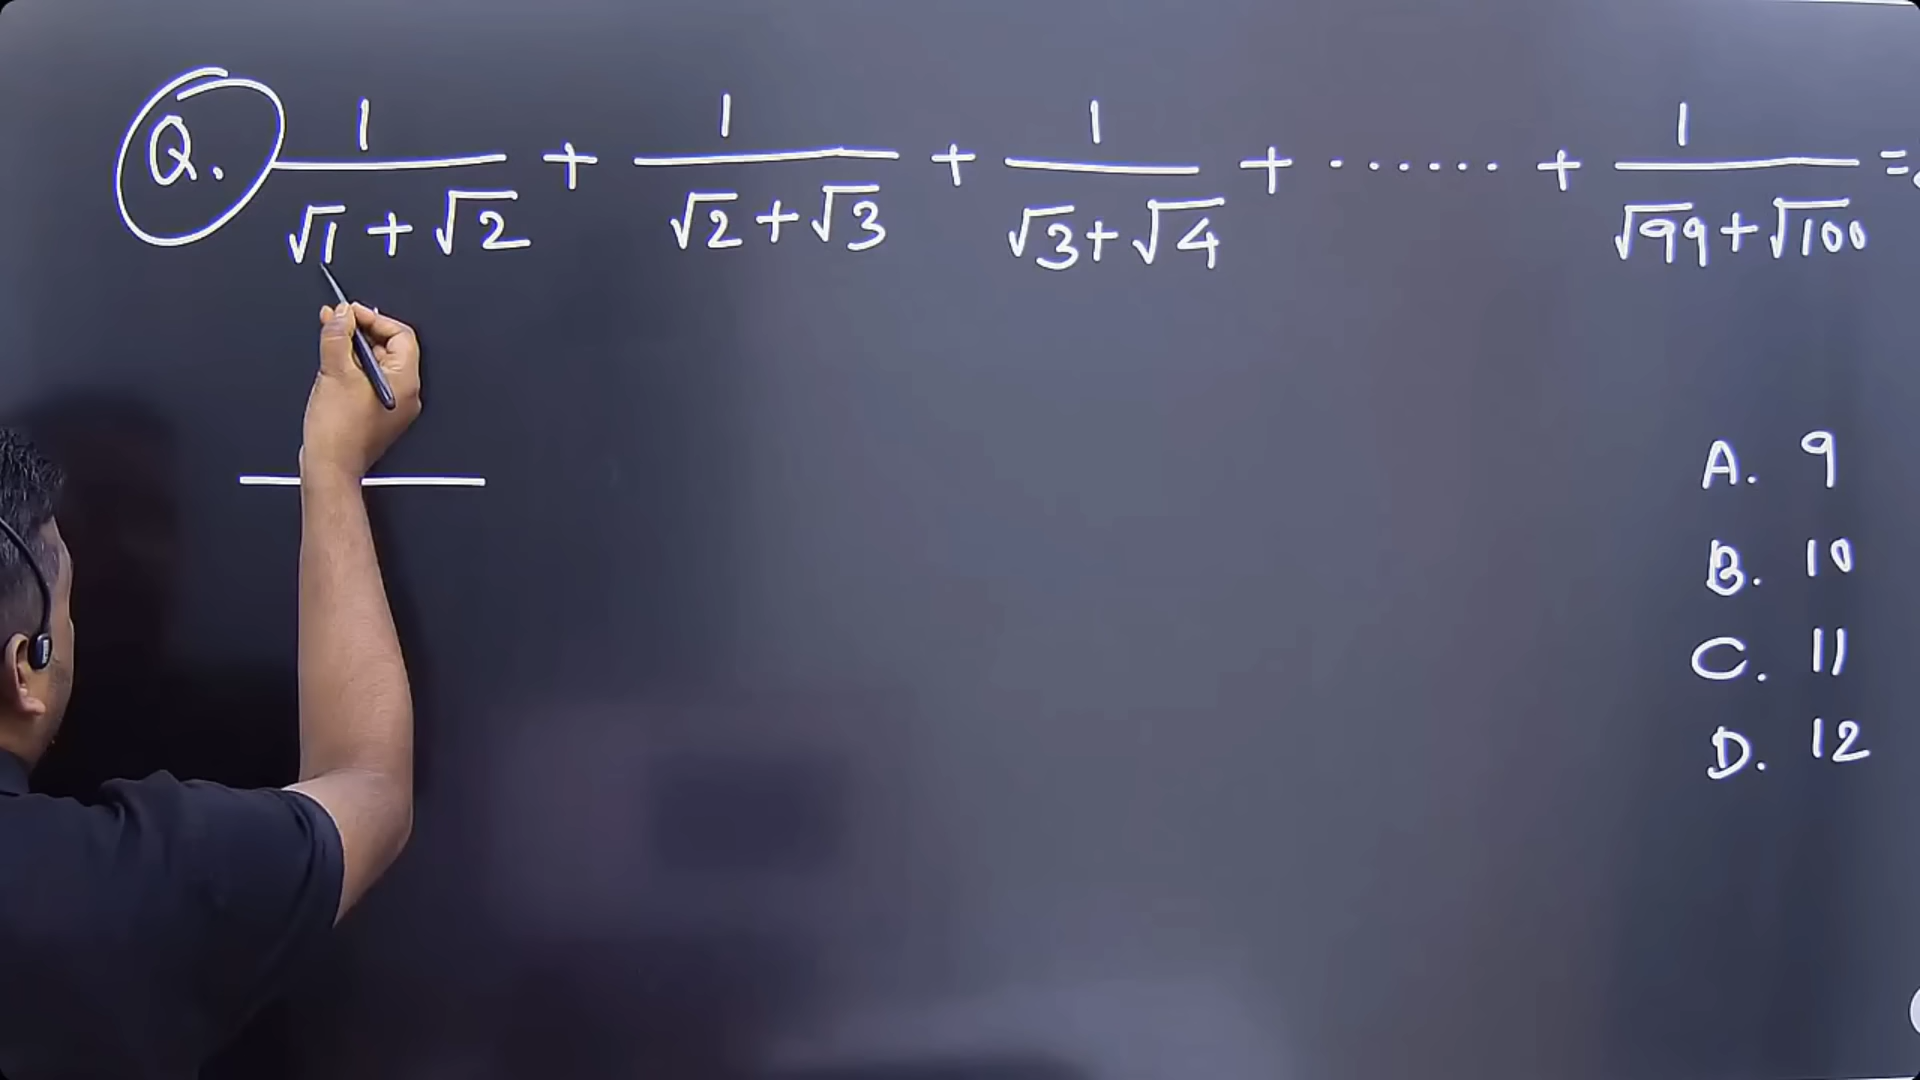 Q. 1/(√1 + √2) + 1/(√2 + √3) + 1/(√3 + √4) + ...... + 1/(√99 + √100) =
A. 9
B. 10
C. 11
D. 12